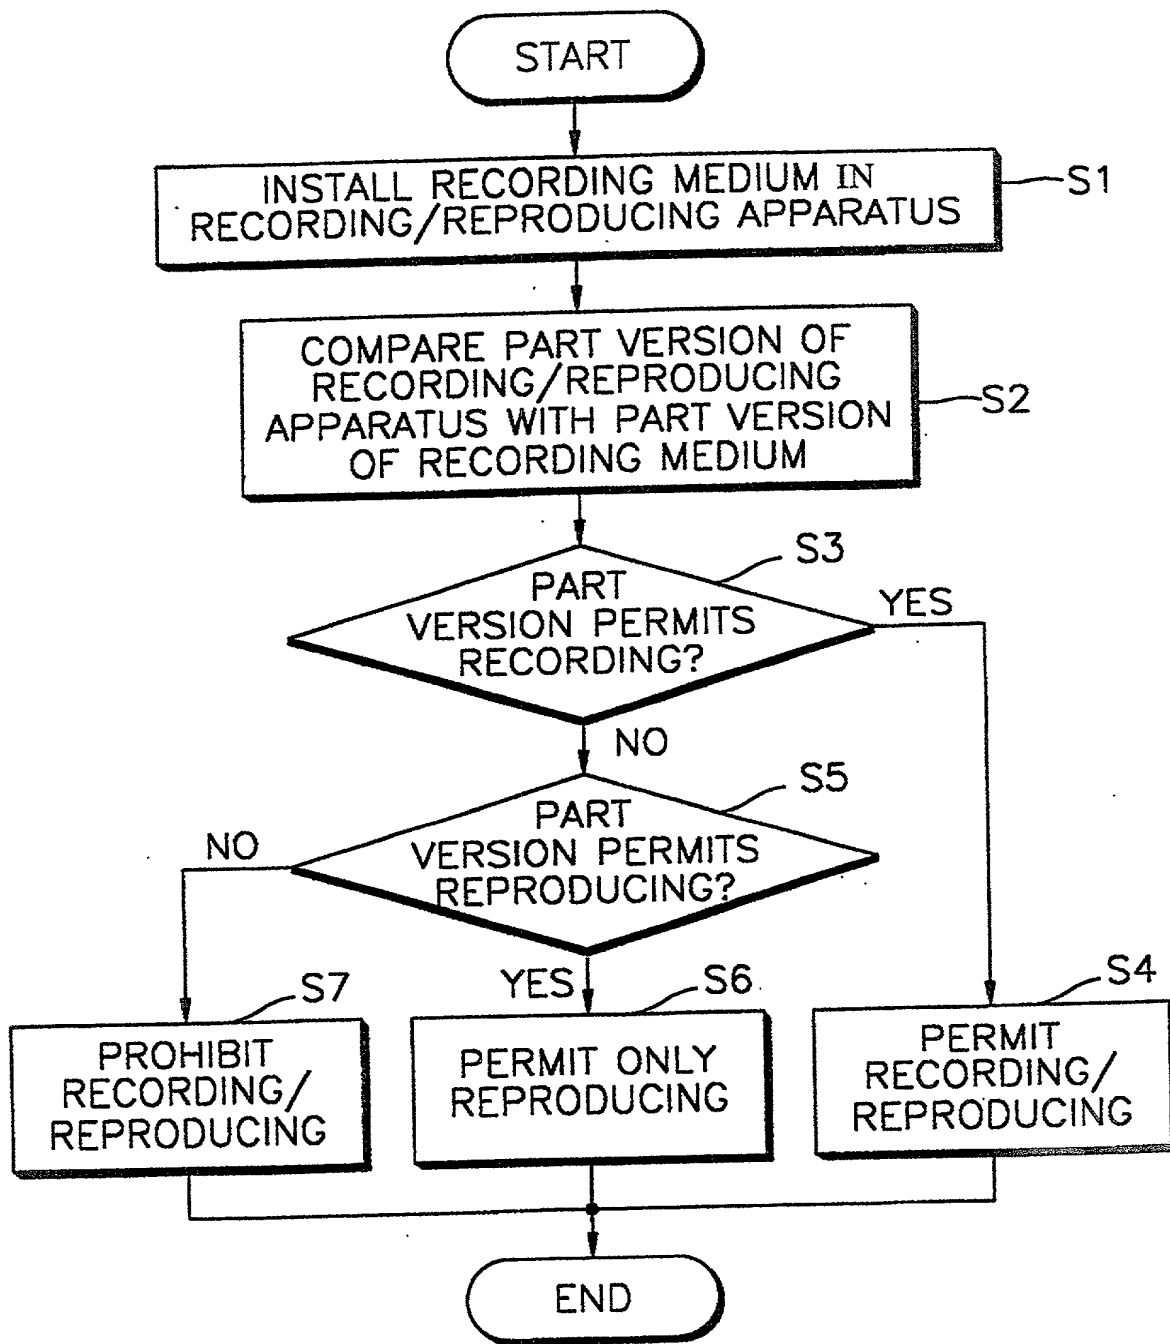 START
INSTALL RECORDING MEDIUM IN
RECORDING/REPRODUCING APPARATUS
S1
COMPARE PART VERSION OF
RECORDING/REPRODUCING
APPARATUS WITH PART VERSION
OF RECORDING MEDIUM
S2
S3
PART
VERSION PERMITS
RECORDING?
YES
NO
S5
PART
VERSION PERMITS
REPRODUCING?
NO
YES
S7
PROHIBIT
RECORDING/
REPRODUCING
S6
PERMIT ONLY
REPRODUCING
S4
PERMIT
RECORDING/
REPRODUCING
END